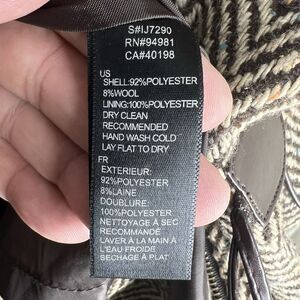 S#IJ7290
RN#94981
CA#40198
US
SHELL:92%POLYESTER
8%WOOL
LINING:100%POLYESTER
DRY CLEAN
RECOMMENDED
HAND WASH COLD
LAY FLAT TO DRY
FR
EXTERIEUR:
92%POLYESTER
8%LAINE
DOUBLURE:
100%POLYESTER
NETTOYAGE À SEC
RECOMMANDÉ
LAVER À LA MAIN À
L'EAU FROIDE
SECHAGE À PLAT